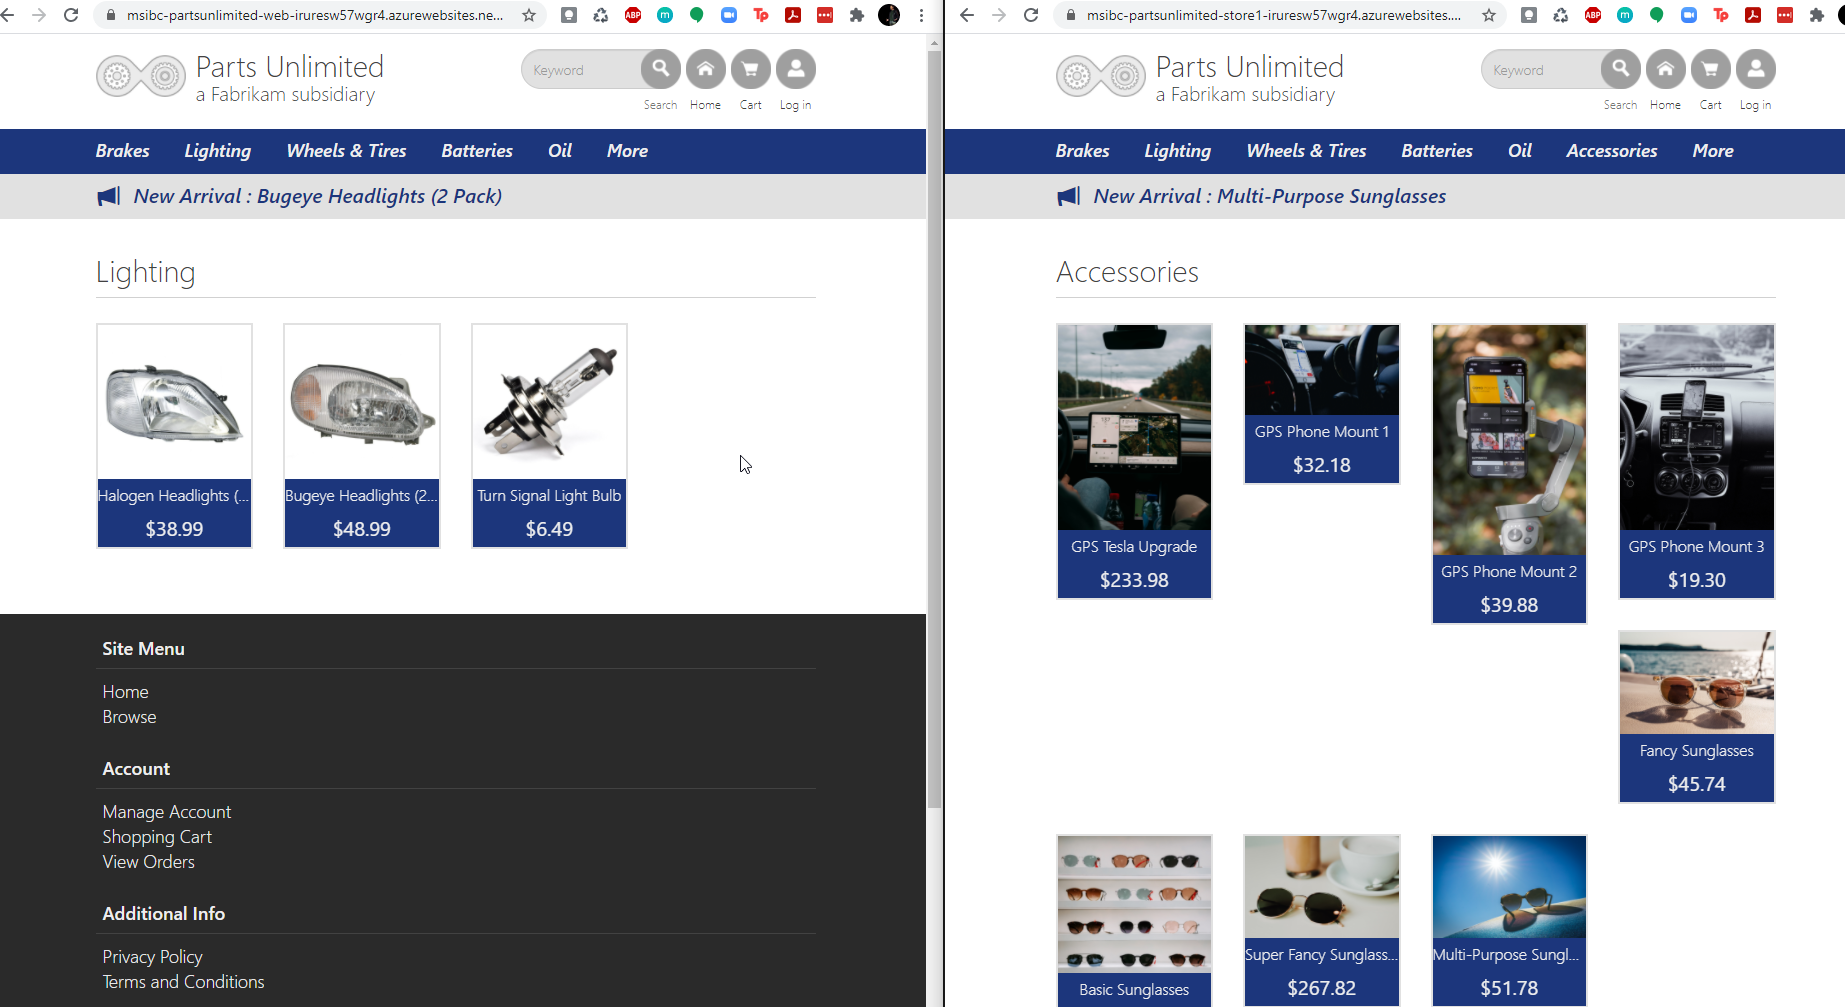 msibc-partsunlimited-web-iruresw57wgr4.azurewebsites.ne...
Parts Unlimited
a Fabrikam subsidiary
Keyword
Search
Home
Cart
Log in
Brakes
Lighting
Wheels & Tires
Batteries
Oil
More
New Arrival : Bugeye Headlights (2 Pack)
Lighting
Halogen Headlights (...
$38.99
Bugeye Headlights (2...
$48.99
Turn Signal Light Bulb
$6.49
Site Menu
Home
Browse
Account
Manage Account
Shopping Cart
View Orders
Additional Info
Privacy Policy
Terms and Conditions
msibc-partsunlimited-store1-iruresw57wgr4.azurewebsites....
Parts Unlimited
a Fabrikam subsidiary
Keyword
Search
Home
Cart
Log in
Brakes
Lighting
Wheels & Tires
Batteries
Oil
Accessories
More
New Arrival : Multi-Purpose Sunglasses
Accessories
GPS Tesla Upgrade
$233.98
GPS Phone Mount 1
$32.18
GPS Phone Mount 2
$39.88
GPS Phone Mount 3
$19.30
Fancy Sunglasses
$45.74
Basic Sunglasses
Super Fancy Sunglass...
$267.82
Multi-Purpose Sungl...
$51.78
ABP
m
Tp
ABP
m
Tp